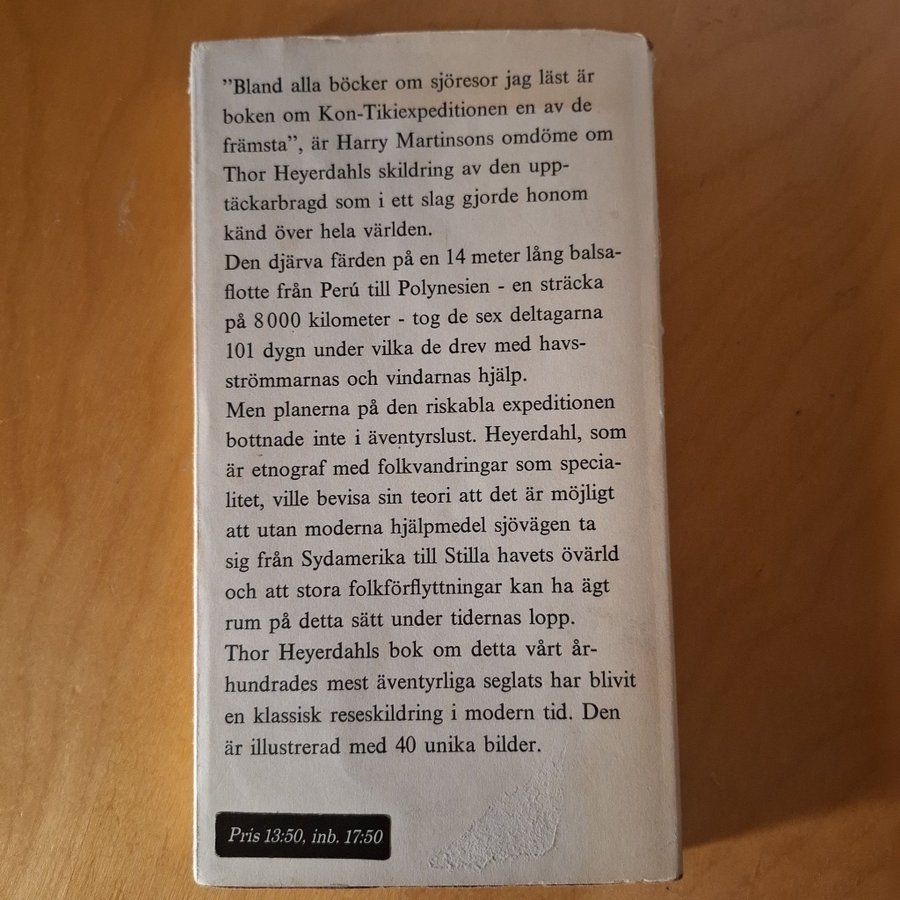 ”Bland alla böcker om sjöresor jag läst är
boken om Kon-Tikiexpeditionen en av de
främsta”, är Harry Martinsons omdöme om
Thor Heyerdahls skildring av den upp-
täckarbragd som i ett slag gjorde honom
känd över hela världen.
Den djärva färden på en 14 meter lång balsa-
flotte från Perú till Polynesien - en sträcka
på 8000 kilometer - tog de sex deltagarna
101 dygn under vilka de drev med havs-
strömmarnas och vindarnas hjälp.
Men planerna på den riskabla expeditionen
bottnade inte i äventyrslust. Heyerdahl, som
är etnograf med folkvandringar som specia-
litet, ville bevisa sin teori att det är möjligt
att utan moderna hjälpmedel sjövägen ta
sig från Sydamerika till Stilla havets övärld
och att stora folkförflyttningar kan ha ägt
rum på detta sätt under tidernas lopp.
Thor Heyerdahls bok om detta vårt år-
hundrades mest äventyrliga seglats har blivit
en klassisk reseskildring i modern tid. Den
är illustrerad med 40 unika bilder.
Pris 13:50, inb. 17:50